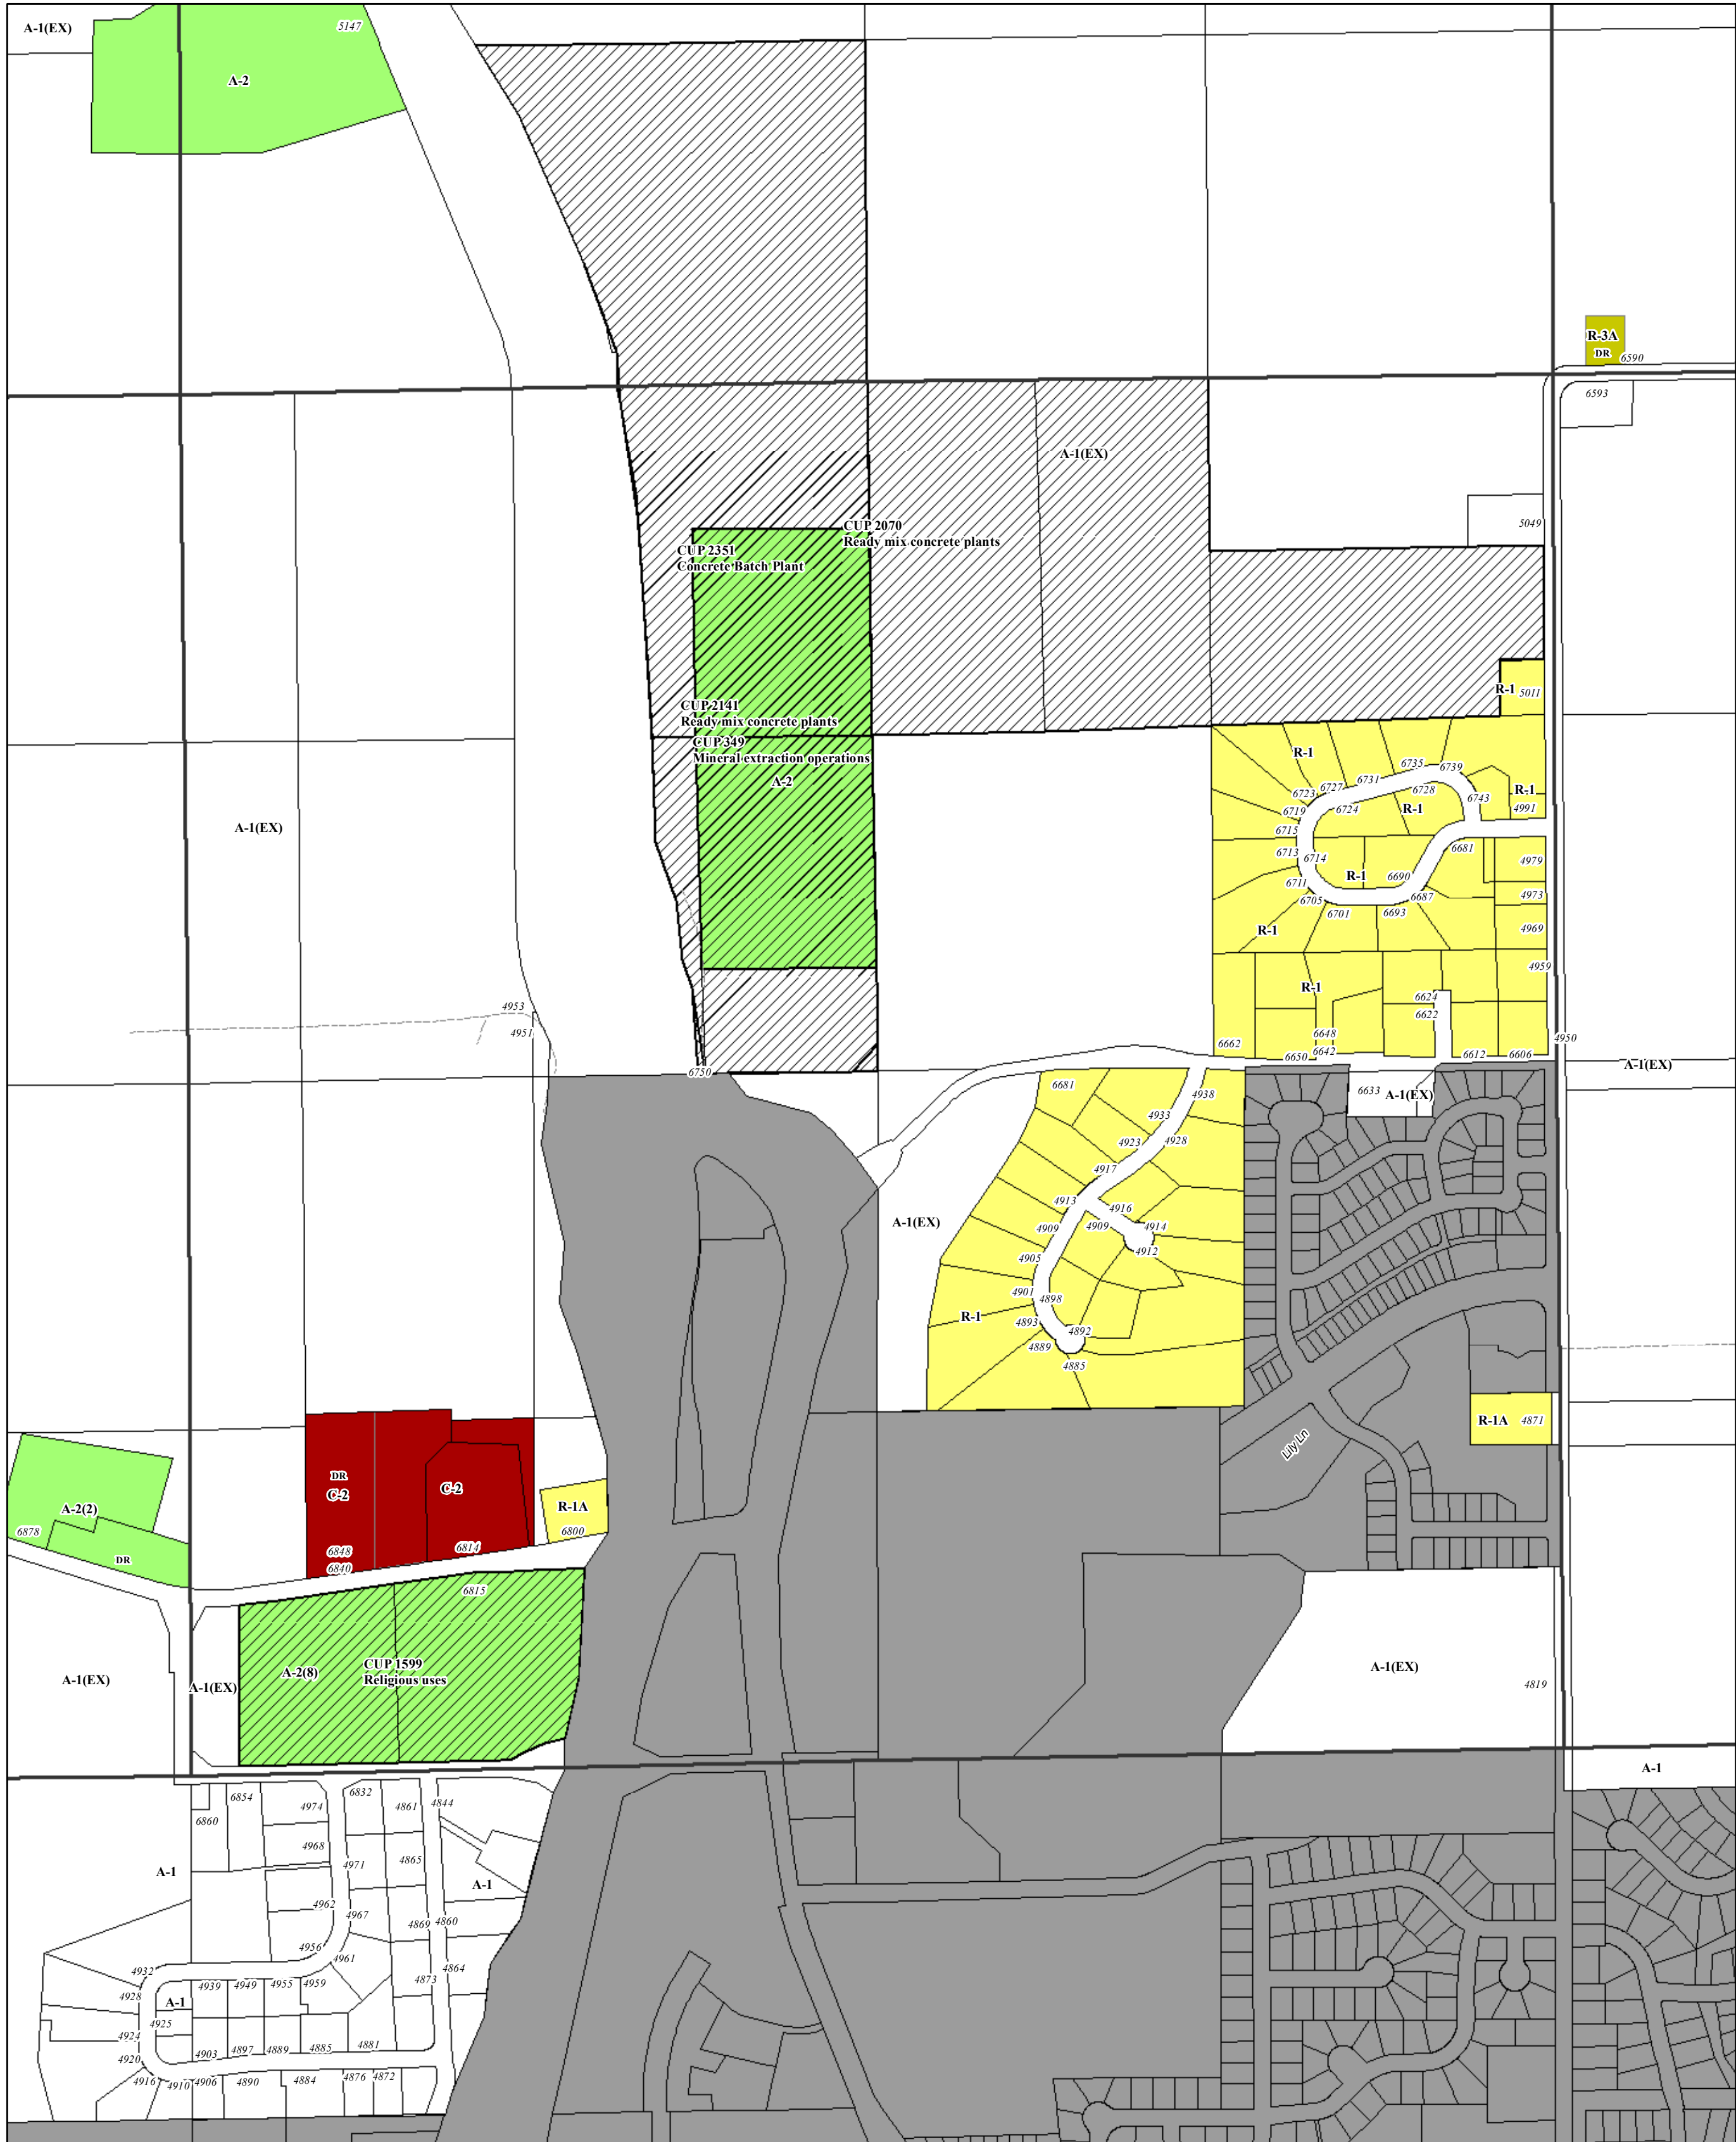 A-1(EX)
5147
A-2
R-3A
DR
6590
6593
A-1(EX)
5049
CUP 2070
Ready mix concrete plants
CUP 2351
Concrete Batch Plant
R-1
5011
CUP 2141
Ready mix concrete plants
CUP 349
Mineral extraction operations
A-2
R-1
6735
6739
6731
6727
6728
6723
6743
R-1
4991
6719
6724
R-1
6715
6681
6713
6714
4979
6711
R-1
6690
6687
4973
6705
6701
6693
4969
R-1
4959
R-1
6624
6622
6648
6662
6650
6642
6612
6606
4950
A-1(EX)
A-1(EX)
4953
4951
6750
6681
4938
6633
A-1(EX)
4933
4923
4928
4917
4913
4916
A-1(EX)
4909
4909
4914
4912
4905
4901
4898
R-1
4893
4892
4889
4885
R-1A
4871
Lily Ln
DR
C-2
C-2
R-1A
A-2(2)
6878
6800
DR
6848
6814
6840
6815
A-2(8)
CUP 1599
Religious uses
A-1(EX)
A-1(EX)
A-1(EX)
4819
A-1
6854
6832
4974
4861
4844
6860
4968
4971
4865
A-1
A-1
4962
4967
4869
4860
4956
4961
4932
4864
4939
4949
4955
4959
4873
4928
A-1
4925
4924
4920
4903
4897
4889
4885
4881
4916
4910
4906
4890
4884
4876
4872